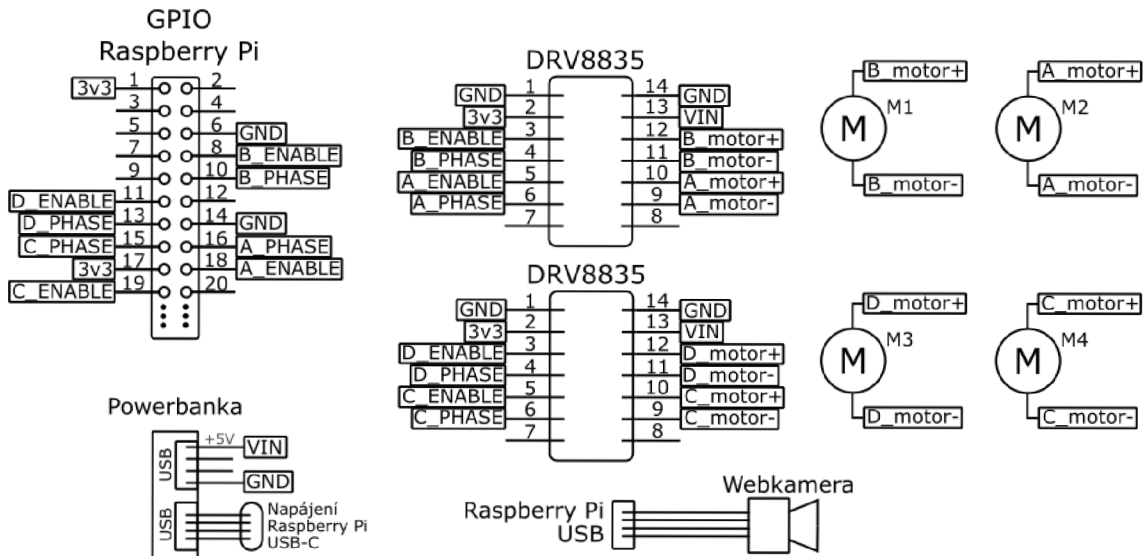 GPIO
Raspberry Pi
3v3 1 2
3 4
5 6 GND
7 8 B_ENABLE
9 10 B_PHASE
D_ENABLE 11 12
D_PHASE 13 14 GND
C_PHASE 15 16 A_PHASE
3v3 17 18 A_ENABLE
C_ENABLE 19 20
DRV8835
GND 1 14 GND
3v3 2 13 VIN
B_ENABLE 3 12 B_motor+
B_PHASE 4 11 B_motor-
A_ENABLE 5 10 A_motor+
A_PHASE 6 9 A_motor-
7 8
B_motor+
M M1
B_motor-
A_motor+
M M2
A_motor-
DRV8835
GND 1 14 GND
3v3 2 13 VIN
D_ENABLE 3 12 D_motor+
D_PHASE 4 11 D_motor-
C_ENABLE 5 10 C_motor+
C_PHASE 6 9 C_motor-
7 8
D_motor+
M M3
D_motor-
C_motor+
M M4
C_motor-
Powerbanka
USB +5V VIN
GND
USB
Napájení
Raspberry Pi
USB-C
Raspberry Pi
USB
Webkamera